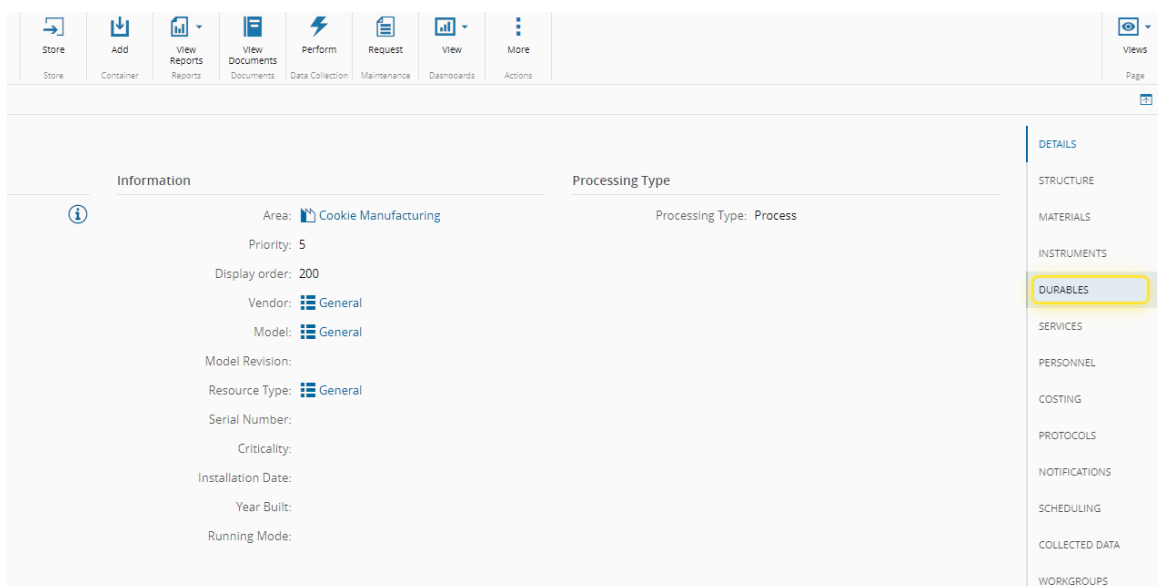 Store
Add
View Reports
View Documents
Perform
Request
View
More
Views
Store
Container
Reports
Documents
Data Collection
Maintenance
Dashboards
Actions
Page
Information
Area: Cookie Manufacturing
Priority: 5
Display order: 200
Vendor: General
Model: General
Model Revision:
Resource Type: General
Serial Number:
Criticality:
Installation Date:
Year Built:
Running Mode:
Processing Type
Processing Type: Process
DETAILS
STRUCTURE
MATERIALS
INSTRUMENTS
DURABLES
SERVICES
PERSONNEL
COSTING
PROTOCOLS
NOTIFICATIONS
SCHEDULING
COLLECTED DATA
WORKGROUPS